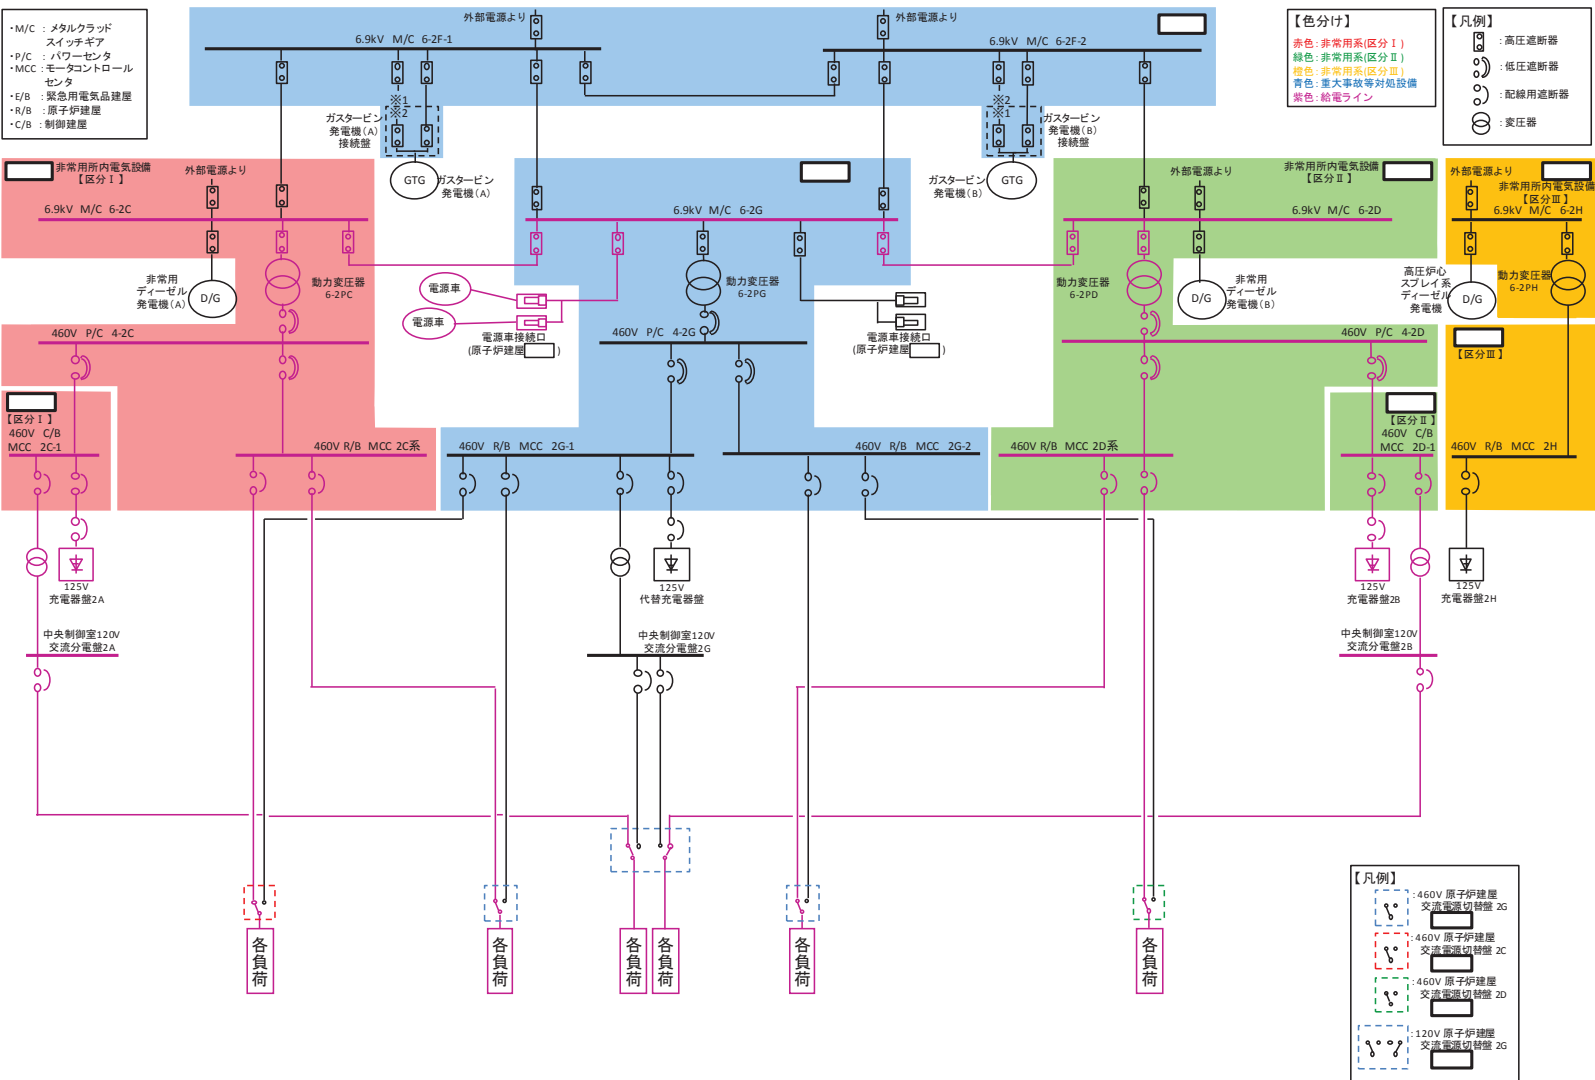 ・M/C ：メタルクラッド
スイッチギア
・P/C ：パワーセンタ
・MCC：モータコントロール
センタ
・E/B ：緊急用電気品建屋
・R/B ：原子炉建屋
・C/B ：制御建屋
外部電源より
6.9kV M/C 6-2F-1
外部電源より
6.9kV M/C 6-2F-2
【色分け】
赤色：非常用系(区分Ⅰ)
緑色：非常用系(区分Ⅱ)
橙色：非常用系(区分Ⅲ)
青色：重大事故等対処設備
紫色：給電ライン
【凡例】
：高圧遮断器
：低圧遮断器
：配線用遮断器
：変圧器
※1
※2
ガスタービン
発電機(A)
接続盤
GTG
ガスタービン
発電機(A)
※2
※1
ガスタービン
発電機(B)
接続盤
GTG
ガスタービン
発電機(B)
非常用所内電気設備
【区分Ⅰ】
外部電源より
6.9kV M/C 6-2C
非常用
ディーゼル
発電機(A)
D/G
動力変圧器
6-2PC
460V P/C 4-2C
6.9kV M/C 6-2G
電源車
電源車
電源車接続口
(原子炉建屋 )
動力変圧器
6-2PG
460V P/C 4-2G
電源車接続口
(原子炉建屋 )
外部電源より
非常用所内電気設備
【区分Ⅱ】
6.9kV M/C 6-2D
動力変圧器
6-2PD
D/G
非常用
ディーゼル
発電機(B)
460V P/C 4-2D
外部電源より
非常用所内電気設備
【区分Ⅲ】
6.9kV M/C 6-2H
高圧炉心
スプレイ系
ディーゼル
発電機
D/G
動力変圧器
6-2PH
【区分Ⅲ】
【区分Ⅰ】
460V C/B
MCC 2C-1
460V R/B MCC 2C系
460V R/B MCC 2G-1
460V R/B MCC 2G-2
460V R/B MCC 2D系
【区分Ⅱ】
460V C/B
MCC 2D-1
460V R/B MCC 2H
125V
充電器盤2A
125V
代替充電器盤
125V
充電器盤2B
125V
充電器盤2H
中央制御室120V
交流分電盤2A
中央制御室120V
交流分電盤2G
中央制御室120V
交流分電盤2B
各負荷
各負荷
各負荷
各負荷
各負荷
各負荷
【凡例】
：460V 原子炉建屋
交流電源切替盤 2G
：460V 原子炉建屋
交流電源切替盤 2C
：460V 原子炉建屋
交流電源切替盤 2D
：120V 原子炉建屋
交流電源切替盤 2G